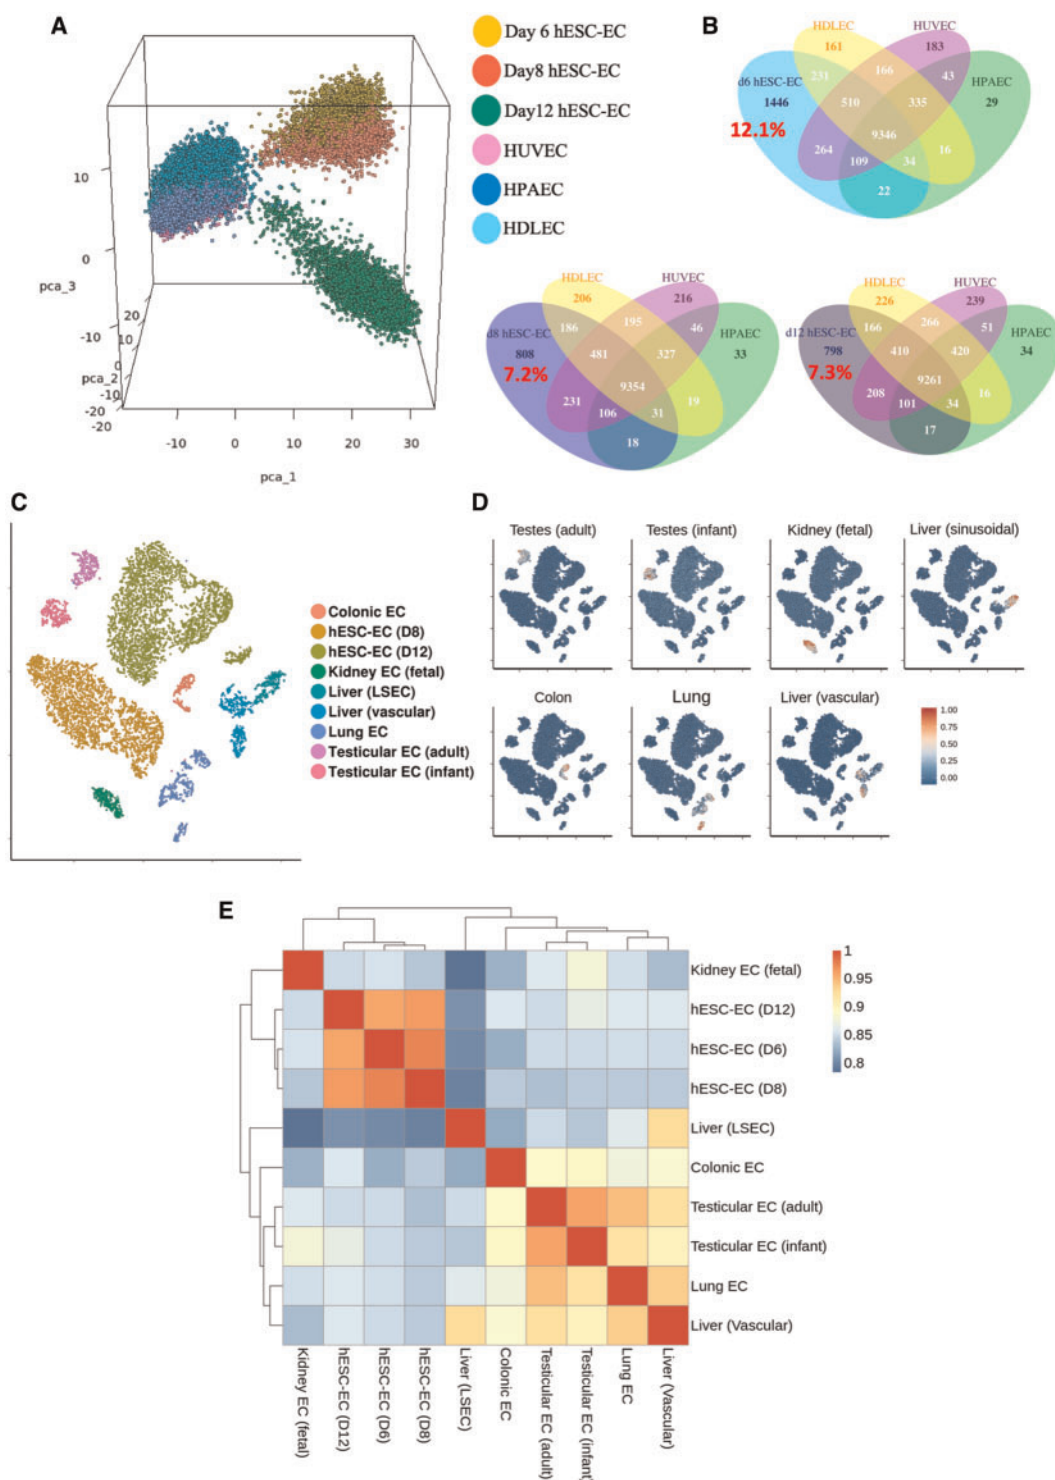 A
Day 6 hESC-EC
Day8 hESC-EC
Day12 hESC-EC
HUVEC
HPAEC
HDLEC
10
0
pca_3
-10
20
10
0
pca_2
-10
-20
-20
-10
0
10
20
30
pca_1
B
HDLEC
161
HUVEC
183
d6 hESC-EC
1446
12.1%
231
166
43
HPAEC
29
510
335
9346
264
109
34
16
22
HDLEC
206
HUVEC
216
d8 hESC-EC
808
7.2%
186
195
46
HPAEC
33
481
327
9354
231
106
31
19
18
HDLEC
226
HUVEC
239
d12 hESC-EC
798
7.3%
166
266
51
HPAEC
34
410
420
9261
208
101
34
16
17
C
Colonic EC
hESC-EC (D8)
hESC-EC (D12)
Kidney EC (fetal)
Liver (LSEC)
Liver (vascular)
Lung EC
Testicular EC (adult)
Testicular EC (infant)
D
Testes (adult)
Testes (infant)
Kidney (fetal)
Liver (sinusoidal)
Colon
Lung
Liver (vascular)
1.00
0.75
0.50
0.25
0.00
E
1
0.95
0.9
0.85
0.8
Kidney EC (fetal)
hESC-EC (D12)
hESC-EC (D6)
hESC-EC (D8)
Liver (LSEC)
Colonic EC
Testicular EC (adult)
Testicular EC (infant)
Lung EC
Liver (Vascular)
Kidney EC (fetal)
hESC-EC (D12)
hESC-EC (D6)
hESC-EC (D8)
Liver (LSEC)
Colonic EC
Testicular EC (adult)
Testicular EC (infant)
Lung EC
Liver (Vascular)